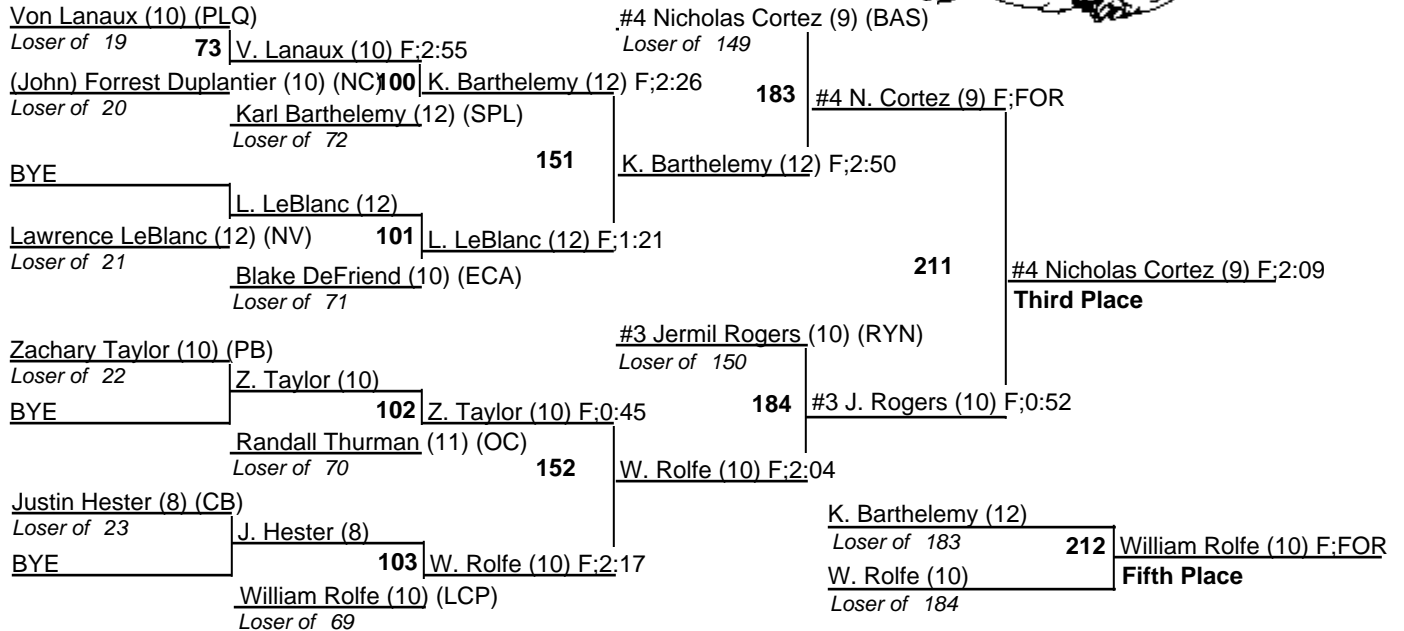 Von Lanaux (10) (PLQ)
Loser of 19
73 V. Lanaux (10) F;2:55
(John) Forrest Duplantier (10) (NC)
Loser of 20
100 K. Barthelemy (12) F;2:26
Karl Barthelemy (12) (SPL)
Loser of 72
151 K. Barthelemy (12) F;2:50
BYE
L. LeBlanc (12)
Lawrence LeBlanc (12) (NV)
Loser of 21
101 L. LeBlanc (12) F;1:21
Blake DeFriend (10) (ECA)
Loser of 71
#4 Nicholas Cortez (9) (BAS)
Loser of 149
183 #4 N. Cortez (9) F;FOR
211 #4 Nicholas Cortez (9) F;2:09
Third Place
Zachary Taylor (10) (PB)
Loser of 22
Z. Taylor (10)
BYE
102 Z. Taylor (10) F;0:45
Randall Thurman (11) (OC)
Loser of 70
152 W. Rolfe (10) F;2:04
Justin Hester (8) (CB)
Loser of 23
J. Hester (8)
BYE
103 W. Rolfe (10) F;2:17
William Rolfe (10) (LCP)
Loser of 69
#3 Jermil Rogers (10) (RYN)
Loser of 150
184 #3 J. Rogers (10) F;0:52
K. Barthelemy (12)
Loser of 183
212 William Rolfe (10) F;FOR
Fifth Place
W. Rolfe (10)
Loser of 184